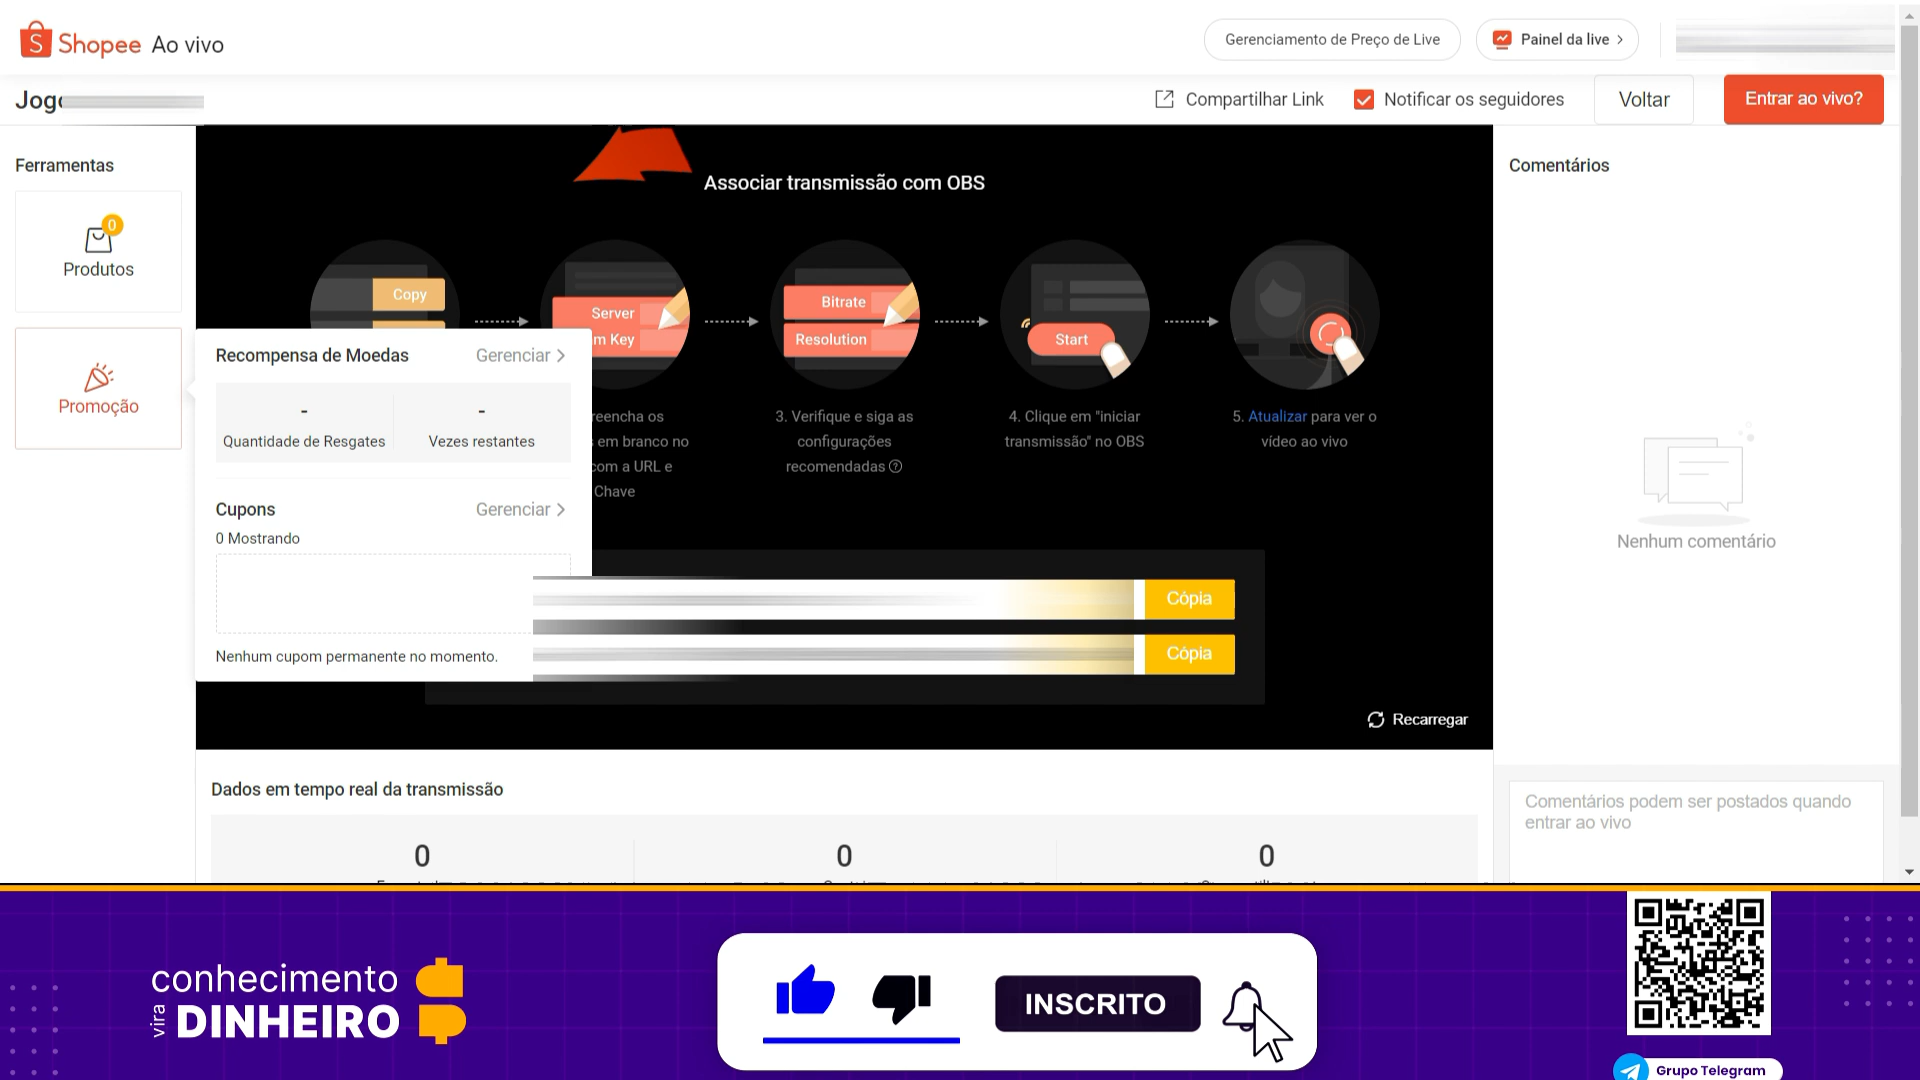 Shopee Ao vivo
Gerenciamento de Preço de Live
Painel da live
Jogo
Compartilhar Link
Notificar os seguidores
Voltar
Entrar ao vivo?
Ferramentas
0
Produtos
Promoção
Associar transmissão com OBS
Copy
Server
m Key
Bitrate
Resolution
Start
reencha os
em branco no
com a URL e
Chave
3. Verifique e siga as
configurações
recomendadas
4. Clique em "iniciar
transmissão" no OBS
5. Atualizar para ver o
vídeo ao vivo
Recompensa de Moedas
Gerenciar
-
Quantidade de Resgates
-
Vezes restantes
Cupons
Gerenciar
0 Mostrando
Nenhum cupom permanente no momento.
Cópia
Cópia
Recarregar
Comentários
Nenhum comentário
Comentários podem ser postados quando
entrar ao vivo
Dados em tempo real da transmissão
0
0
0
conhecimento
vira
DINHEIRO
INSCRITO
Grupo Telegram